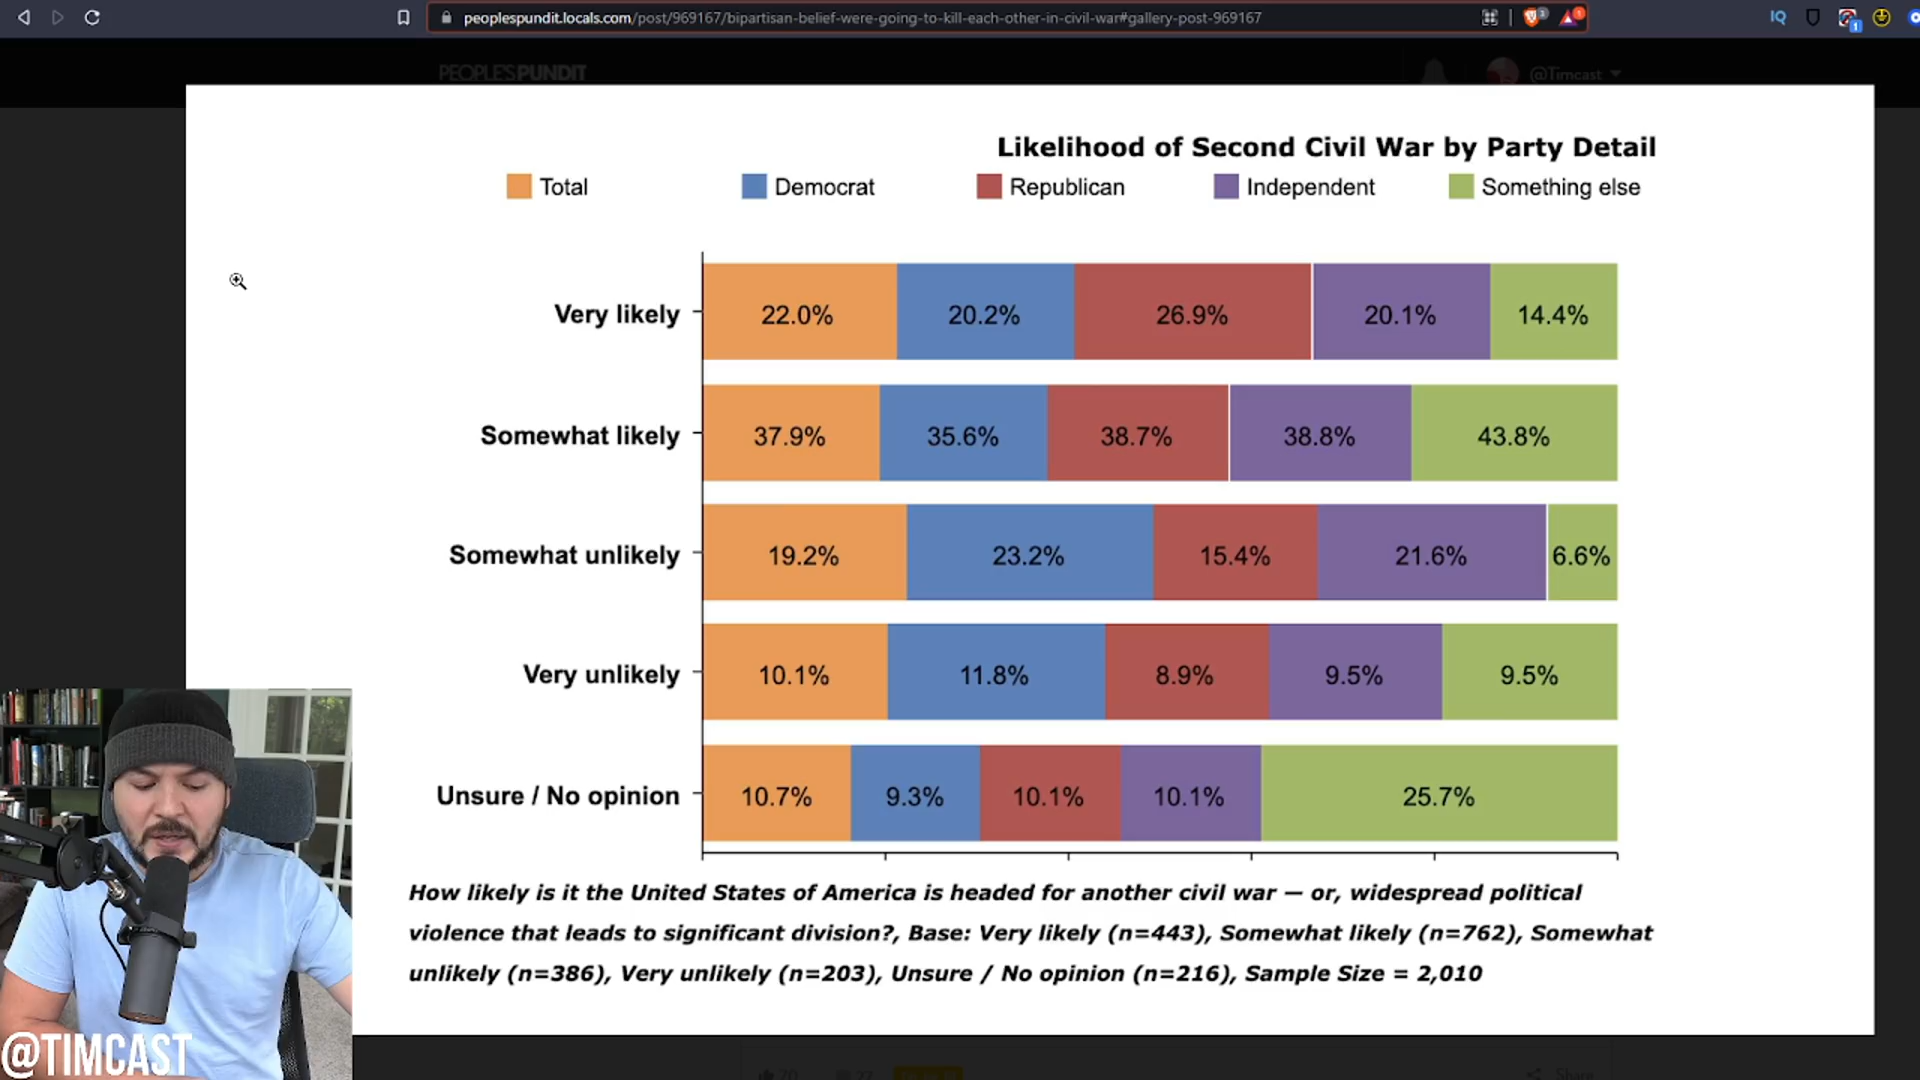 peoplespundit.locals.com/post/969167/bipartisan-belief-were-going-to-kill-each-other-in-civil-war#gallery-post-969167
IQ
PEOPLE'S PUNDIT
@Timcast
Likelihood of Second Civil War by Party Detail
Total Democrat Republican Independent Something else
Very likely 22.0% 20.2% 26.9% 20.1% 14.4%
Somewhat likely 37.9% 35.6% 38.7% 38.8% 43.8%
Somewhat unlikely 19.2% 23.2% 15.4% 21.6% 6.6%
Very unlikely 10.1% 11.8% 8.9% 9.5% 9.5%
Unsure / No opinion 10.7% 9.3% 10.1% 10.1% 25.7%
How likely is it the United States of America is headed for another civil war — or, widespread political
violence that leads to significant division?, Base: Very likely (n=443), Somewhat likely (n=762), Somewhat
unlikely (n=386), Very unlikely (n=203), Unsure / No opinion (n=216), Sample Size = 2,010
@TIMCAST
Share